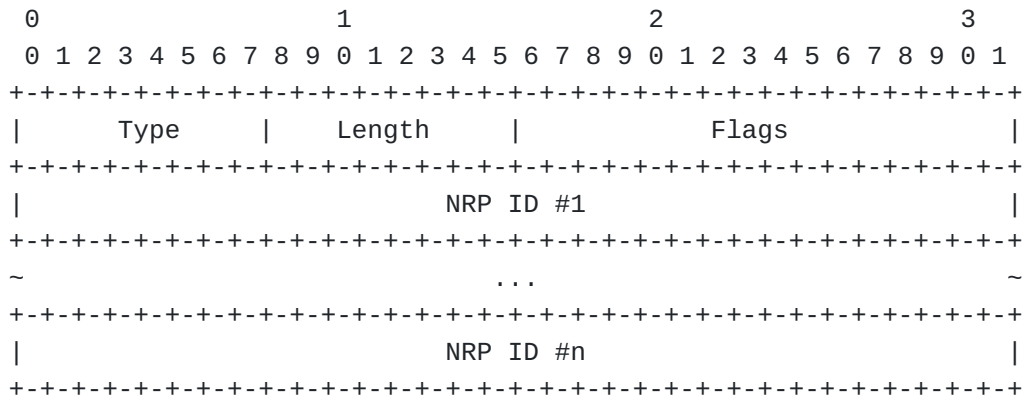 0                   1                   2                   3
 0 1 2 3 4 5 6 7 8 9 0 1 2 3 4 5 6 7 8 9 0 1 2 3 4 5 6 7 8 9 0 1
+-+-+-+-+-+-+-+-+-+-+-+-+-+-+-+-+-+-+-+-+-+-+-+-+-+-+-+-+-+-+-+-+
|      Type     |    Length     |            Flags              |
+-+-+-+-+-+-+-+-+-+-+-+-+-+-+-+-+-+-+-+-+-+-+-+-+-+-+-+-+-+-+-+-+
|                           NRP ID #1                           |
+-+-+-+-+-+-+-+-+-+-+-+-+-+-+-+-+-+-+-+-+-+-+-+-+-+-+-+-+-+-+-+-+
~                              ...                              ~
+-+-+-+-+-+-+-+-+-+-+-+-+-+-+-+-+-+-+-+-+-+-+-+-+-+-+-+-+-+-+-+-+
|                           NRP ID #n                           |
+-+-+-+-+-+-+-+-+-+-+-+-+-+-+-+-+-+-+-+-+-+-+-+-+-+-+-+-+-+-+-+-+